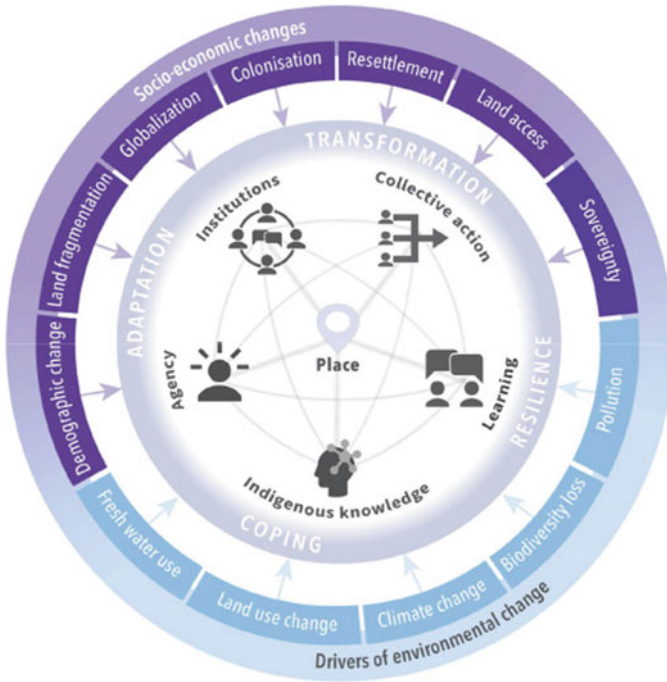 Socio-economic changes
Demographic change
Land fragmentation
Globalization
Colonisation
Resettlement
Land access
Sovereignty
Pollution
Biodiversity loss
Climate change
Land use change
Fresh water use
Drivers of environmental change
ADAPTATION
TRANSFORMATION
RESILIENCE
COPING
Institutions
Collective action
Place
Agency
Learning
Indigenous knowledge